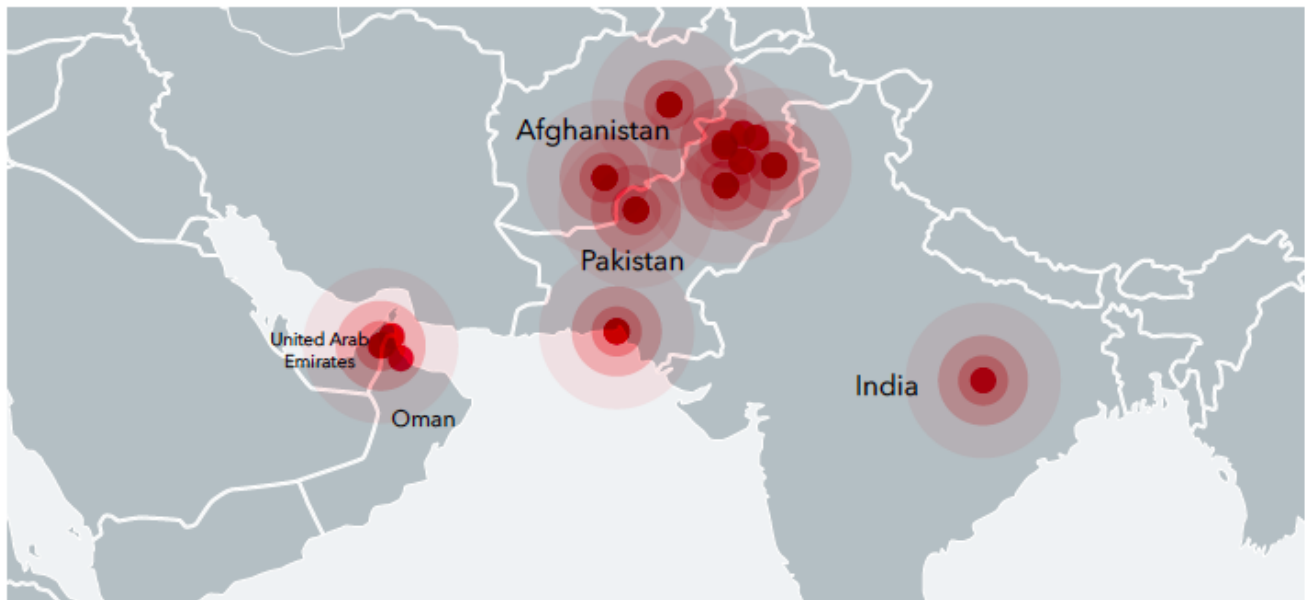 Afghanistan
Pakistan
United Arab
Emirates
India
Oman